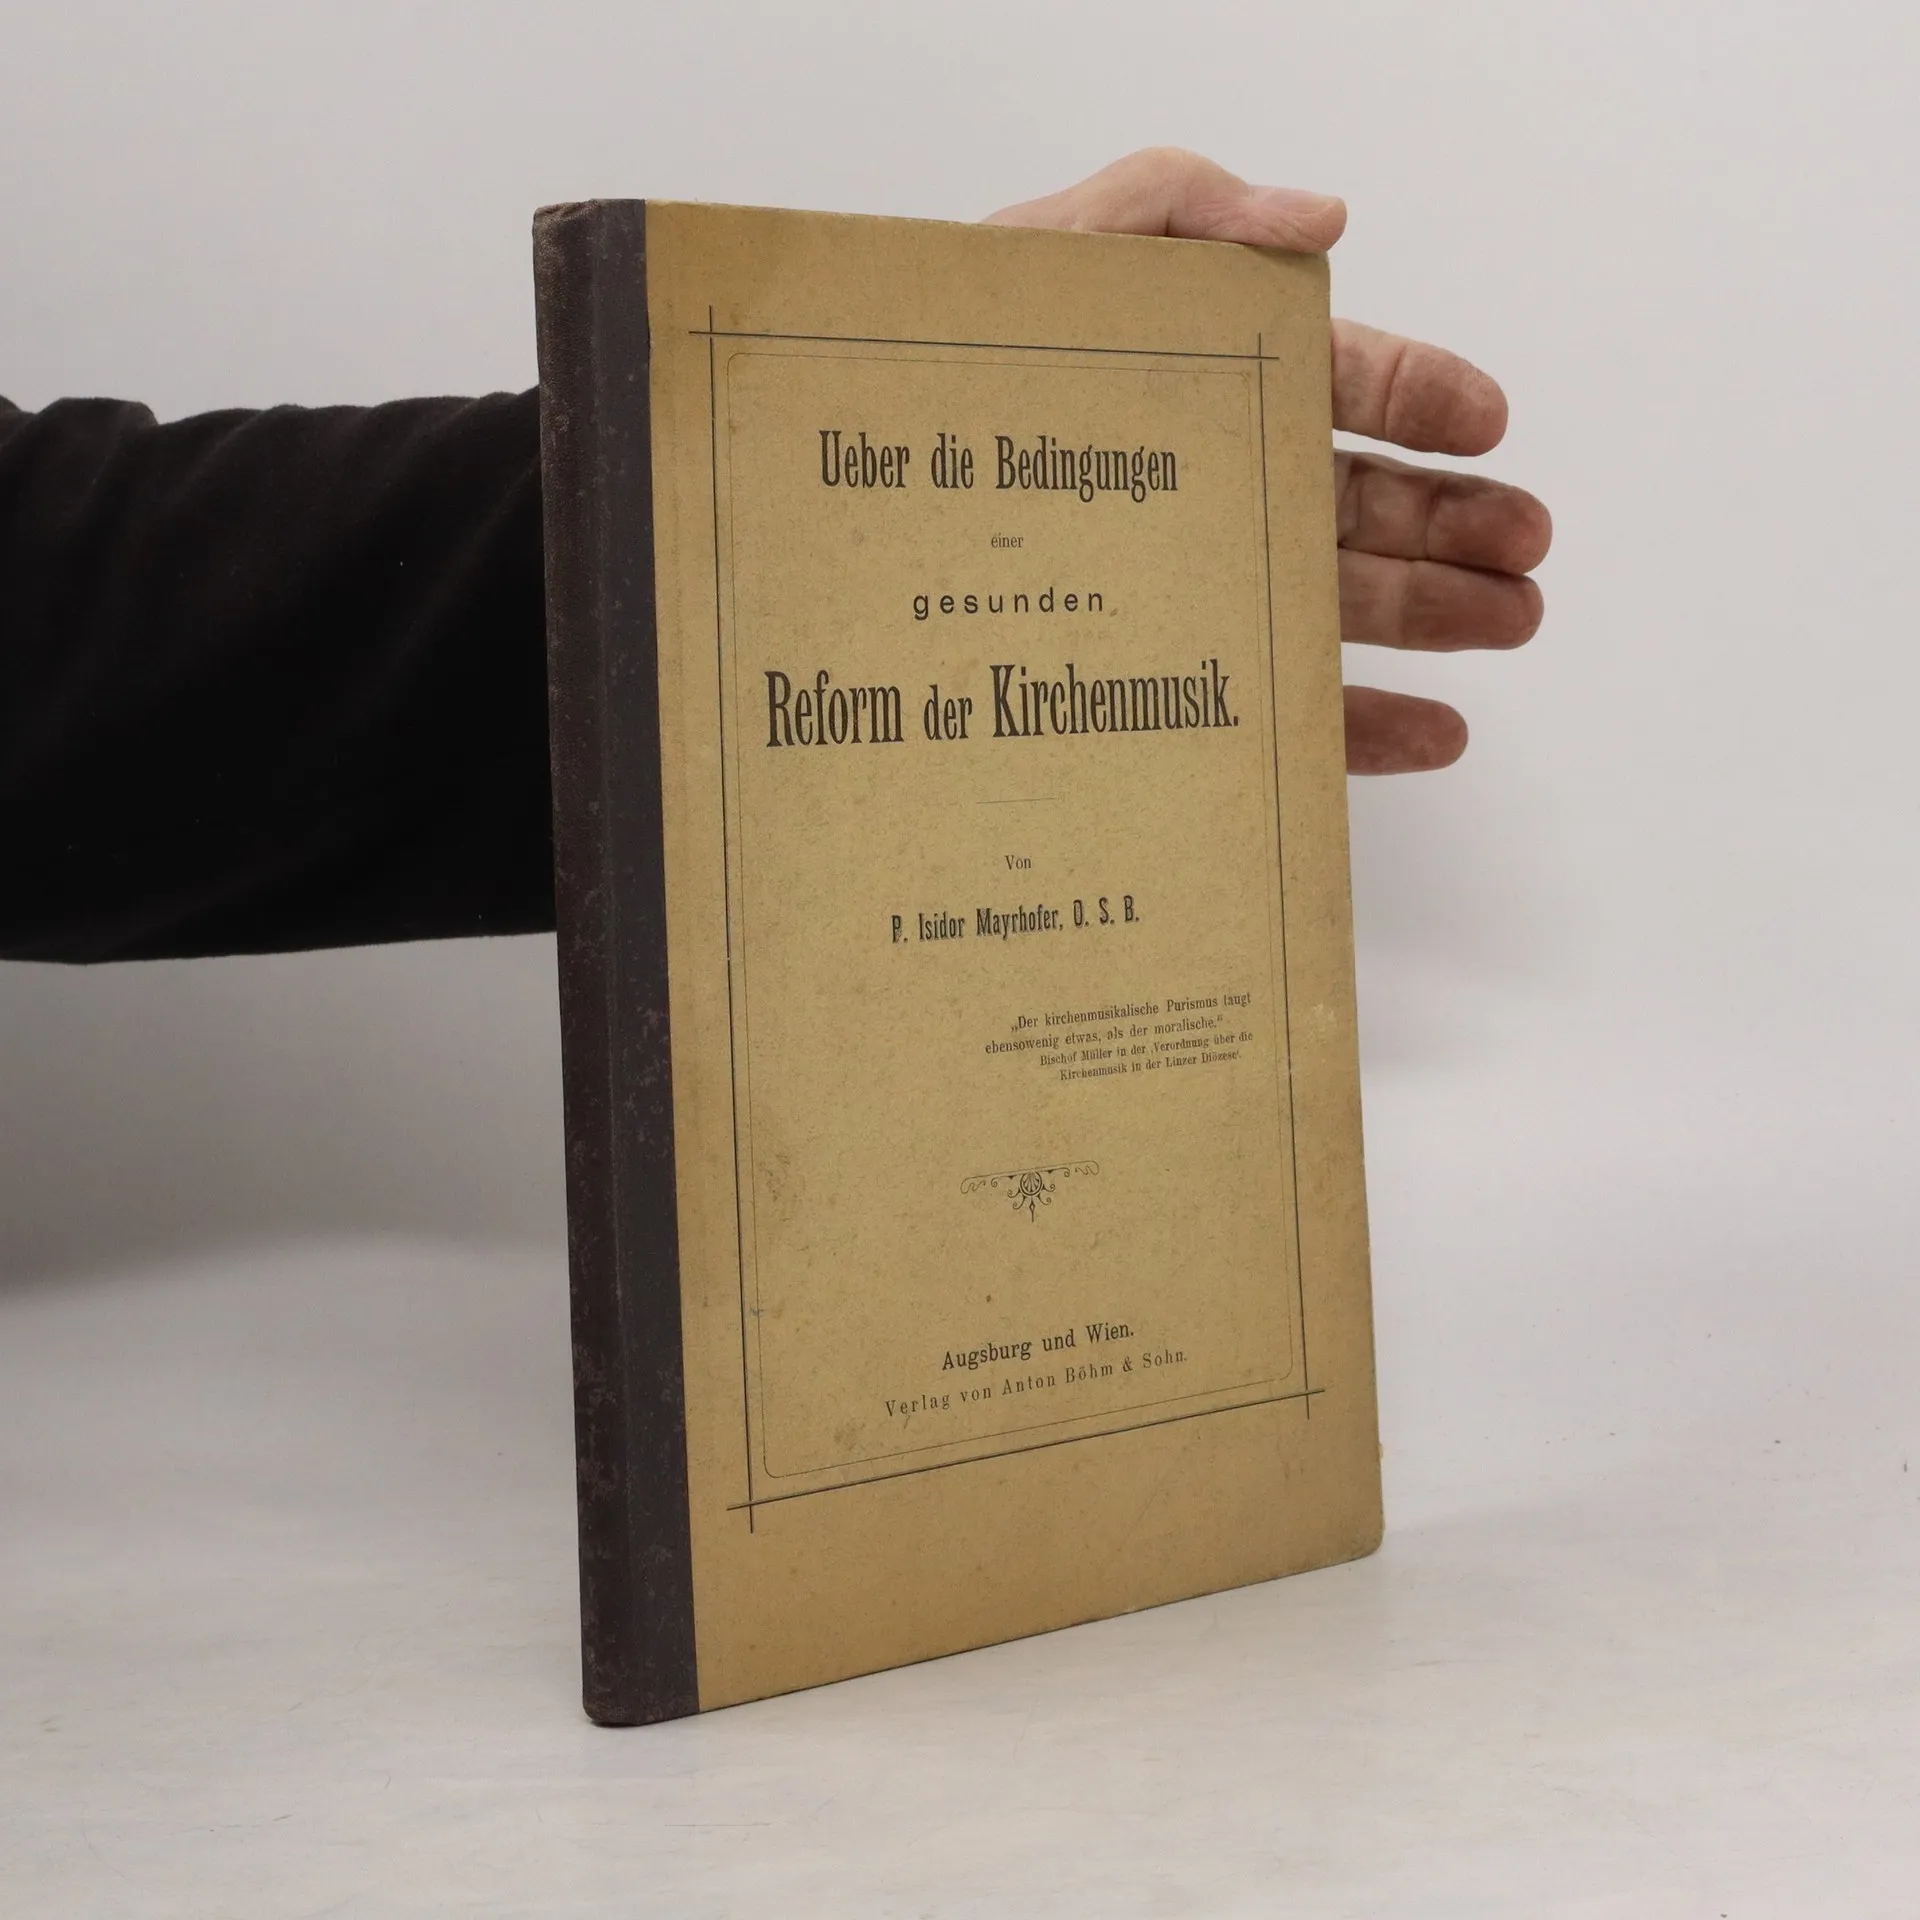 Ueber die Bedingungen
einer
gesunden
Reform der Kirchenmusik.
Von
P. Isidor Mayrhofer, O. S. B.
„Der kirchenmusikalische Purismus taugt
ebensowenig etwas, als der moralische.“
Bischof Müller in der ‚Verordnung über die
Kirchenmusik in der Linzer Diözese‘.
Augsburg und Wien.
Verlag von Anton Böhm & Sohn.